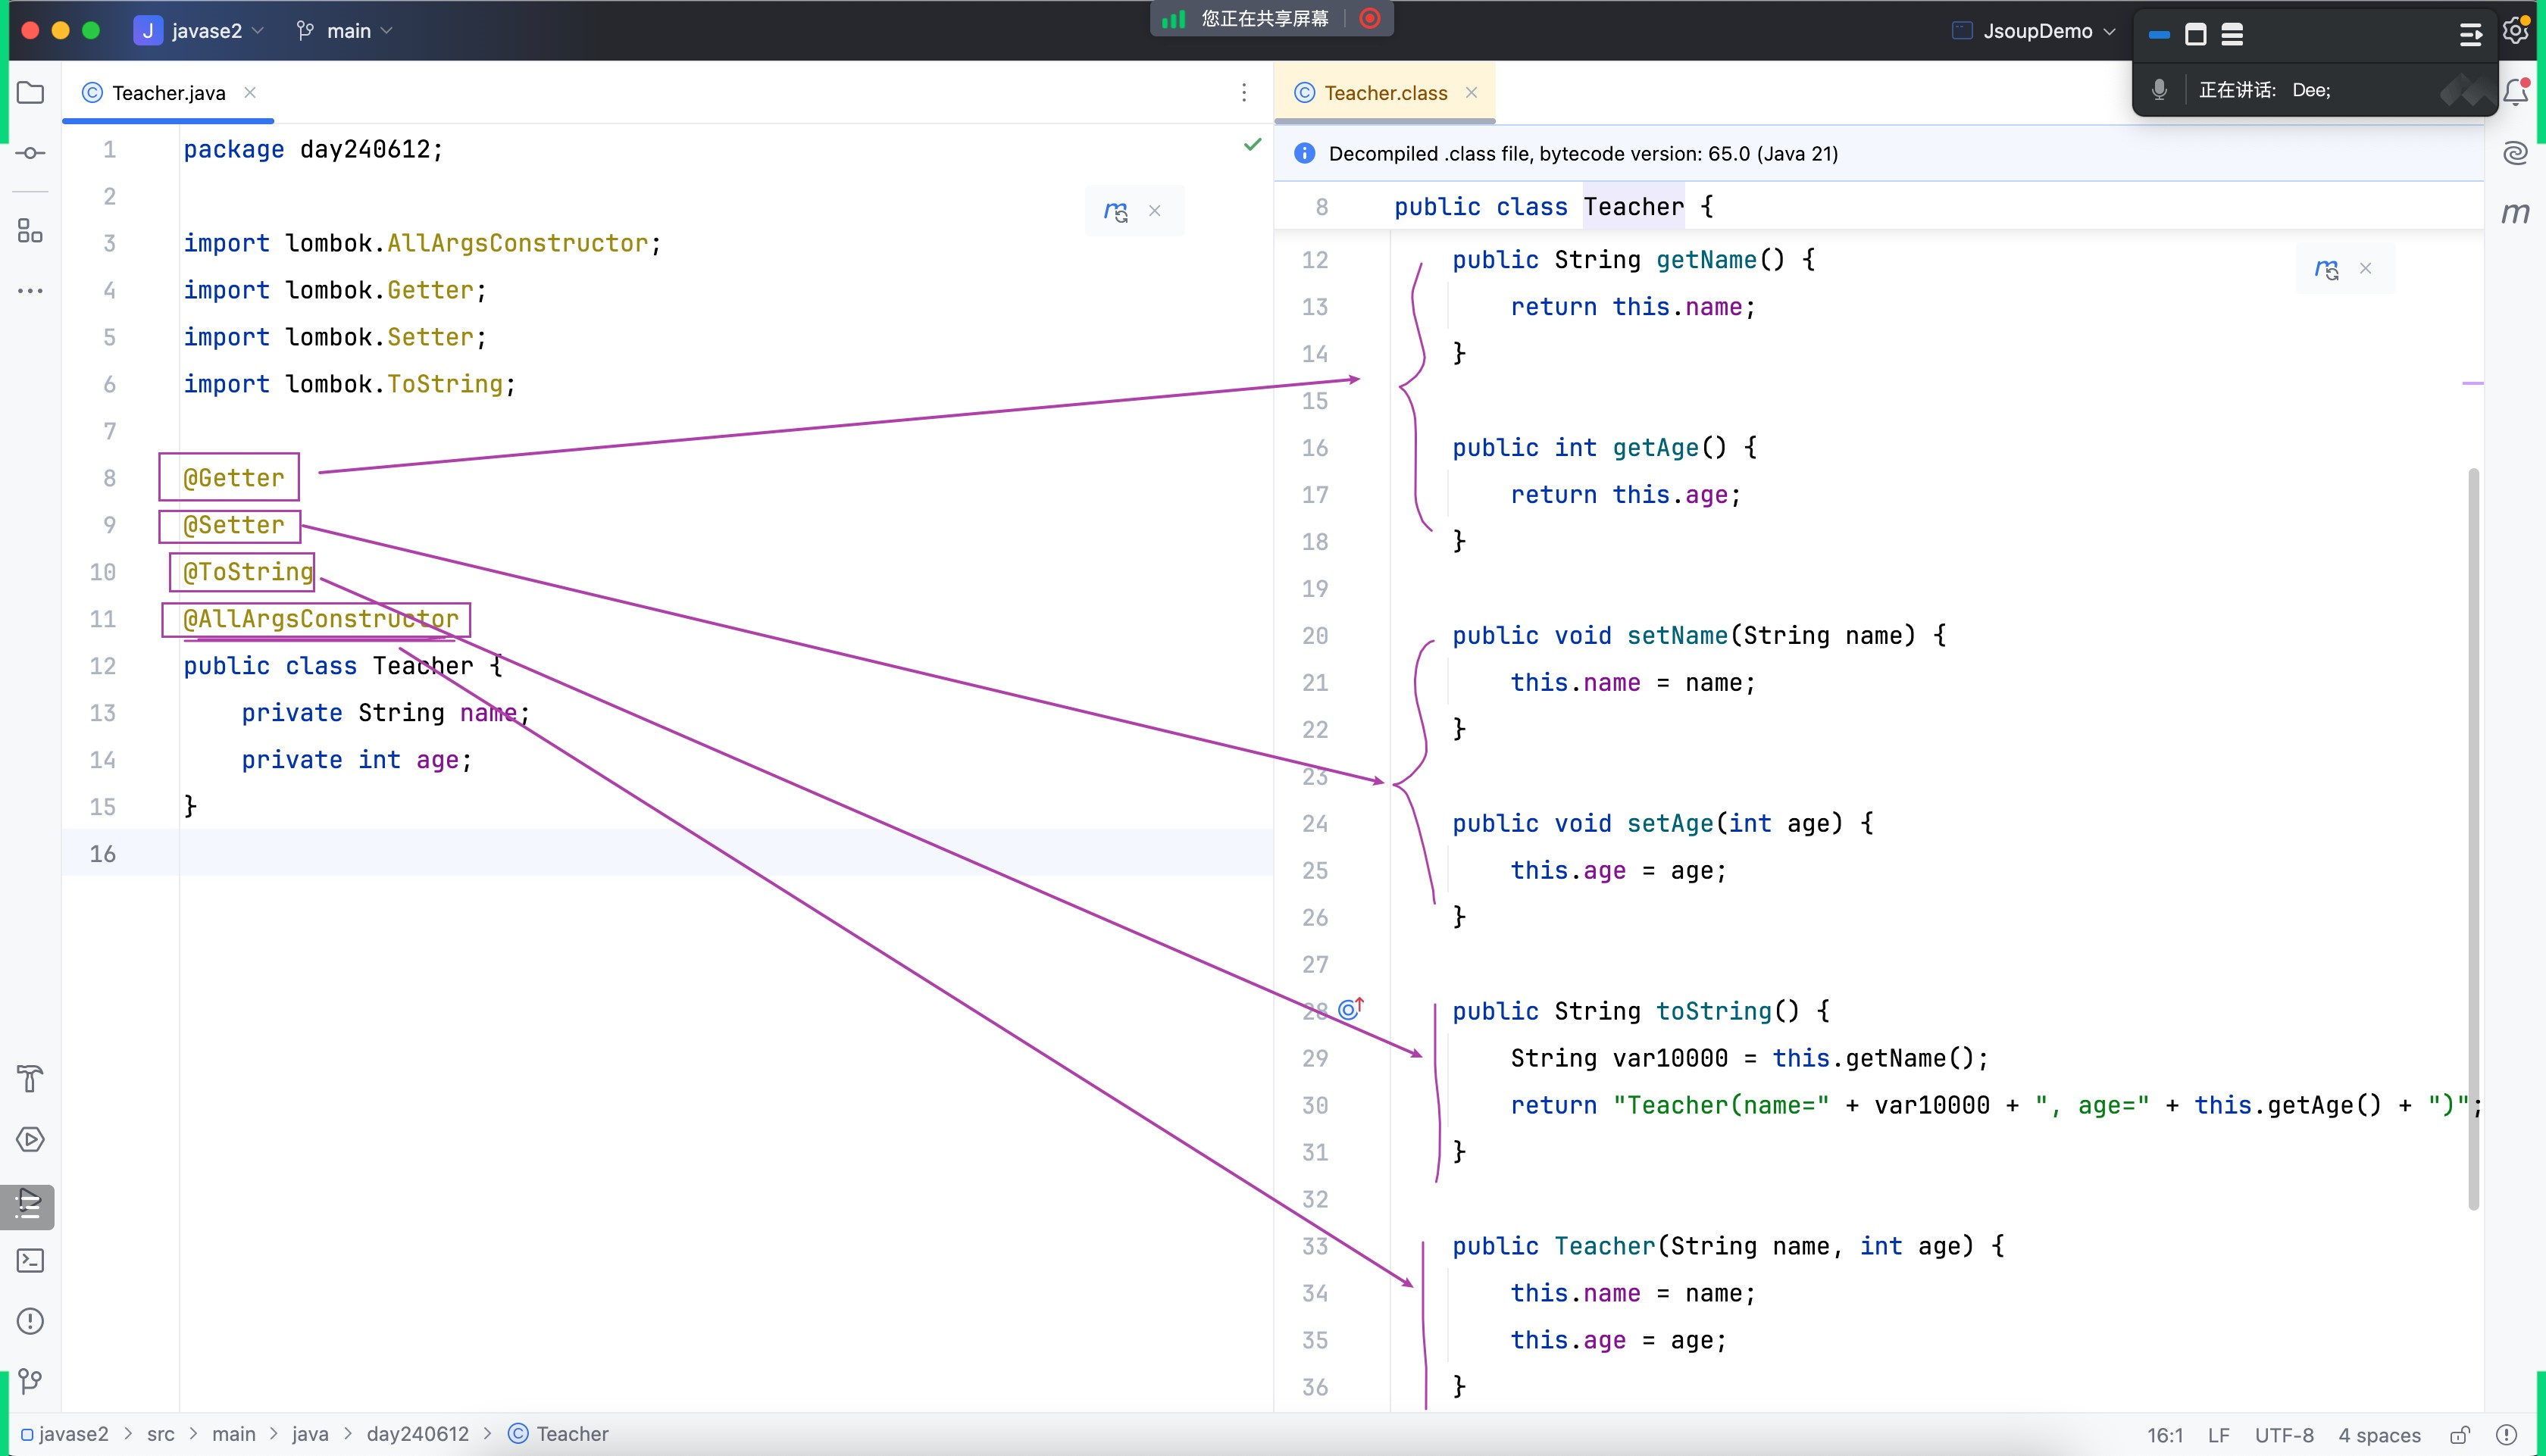 J javase2 main 您正在共享屏幕 JsoupDemo
正在讲话: Dee;
Teacher.java
Teacher.class
Decompiled .class file, bytecode version: 65.0 (Java 21)
1 package day240612;
2
3 import lombok.AllArgsConstructor;
4 import lombok.Getter;
5 import lombok.Setter;
6 import lombok.ToString;
7
8 @Getter
9 @Setter
10 @ToString
11 @AllArgsConstructor
12 public class Teacher {
13 private String name;
14 private int age;
15 }
16
8 public class Teacher {
12 public String getName() {
13 return this.name;
14 }
15
16 public int getAge() {
17 return this.age;
18 }
19
20 public void setName(String name) {
21 this.name = name;
22 }
23
24 public void setAge(int age) {
25 this.age = age;
26 }
27
28 public String toString() {
29 String var10000 = this.getName();
30 return "Teacher(name=" + var10000 + ", age=" + this.getAge() + ")";
31 }
32
33 public Teacher(String name, int age) {
34 this.name = name;
35 this.age = age;
36 }
javase2 > src > main > java > day240612 > Teacher
16:1 LF UTF-8 4 spaces